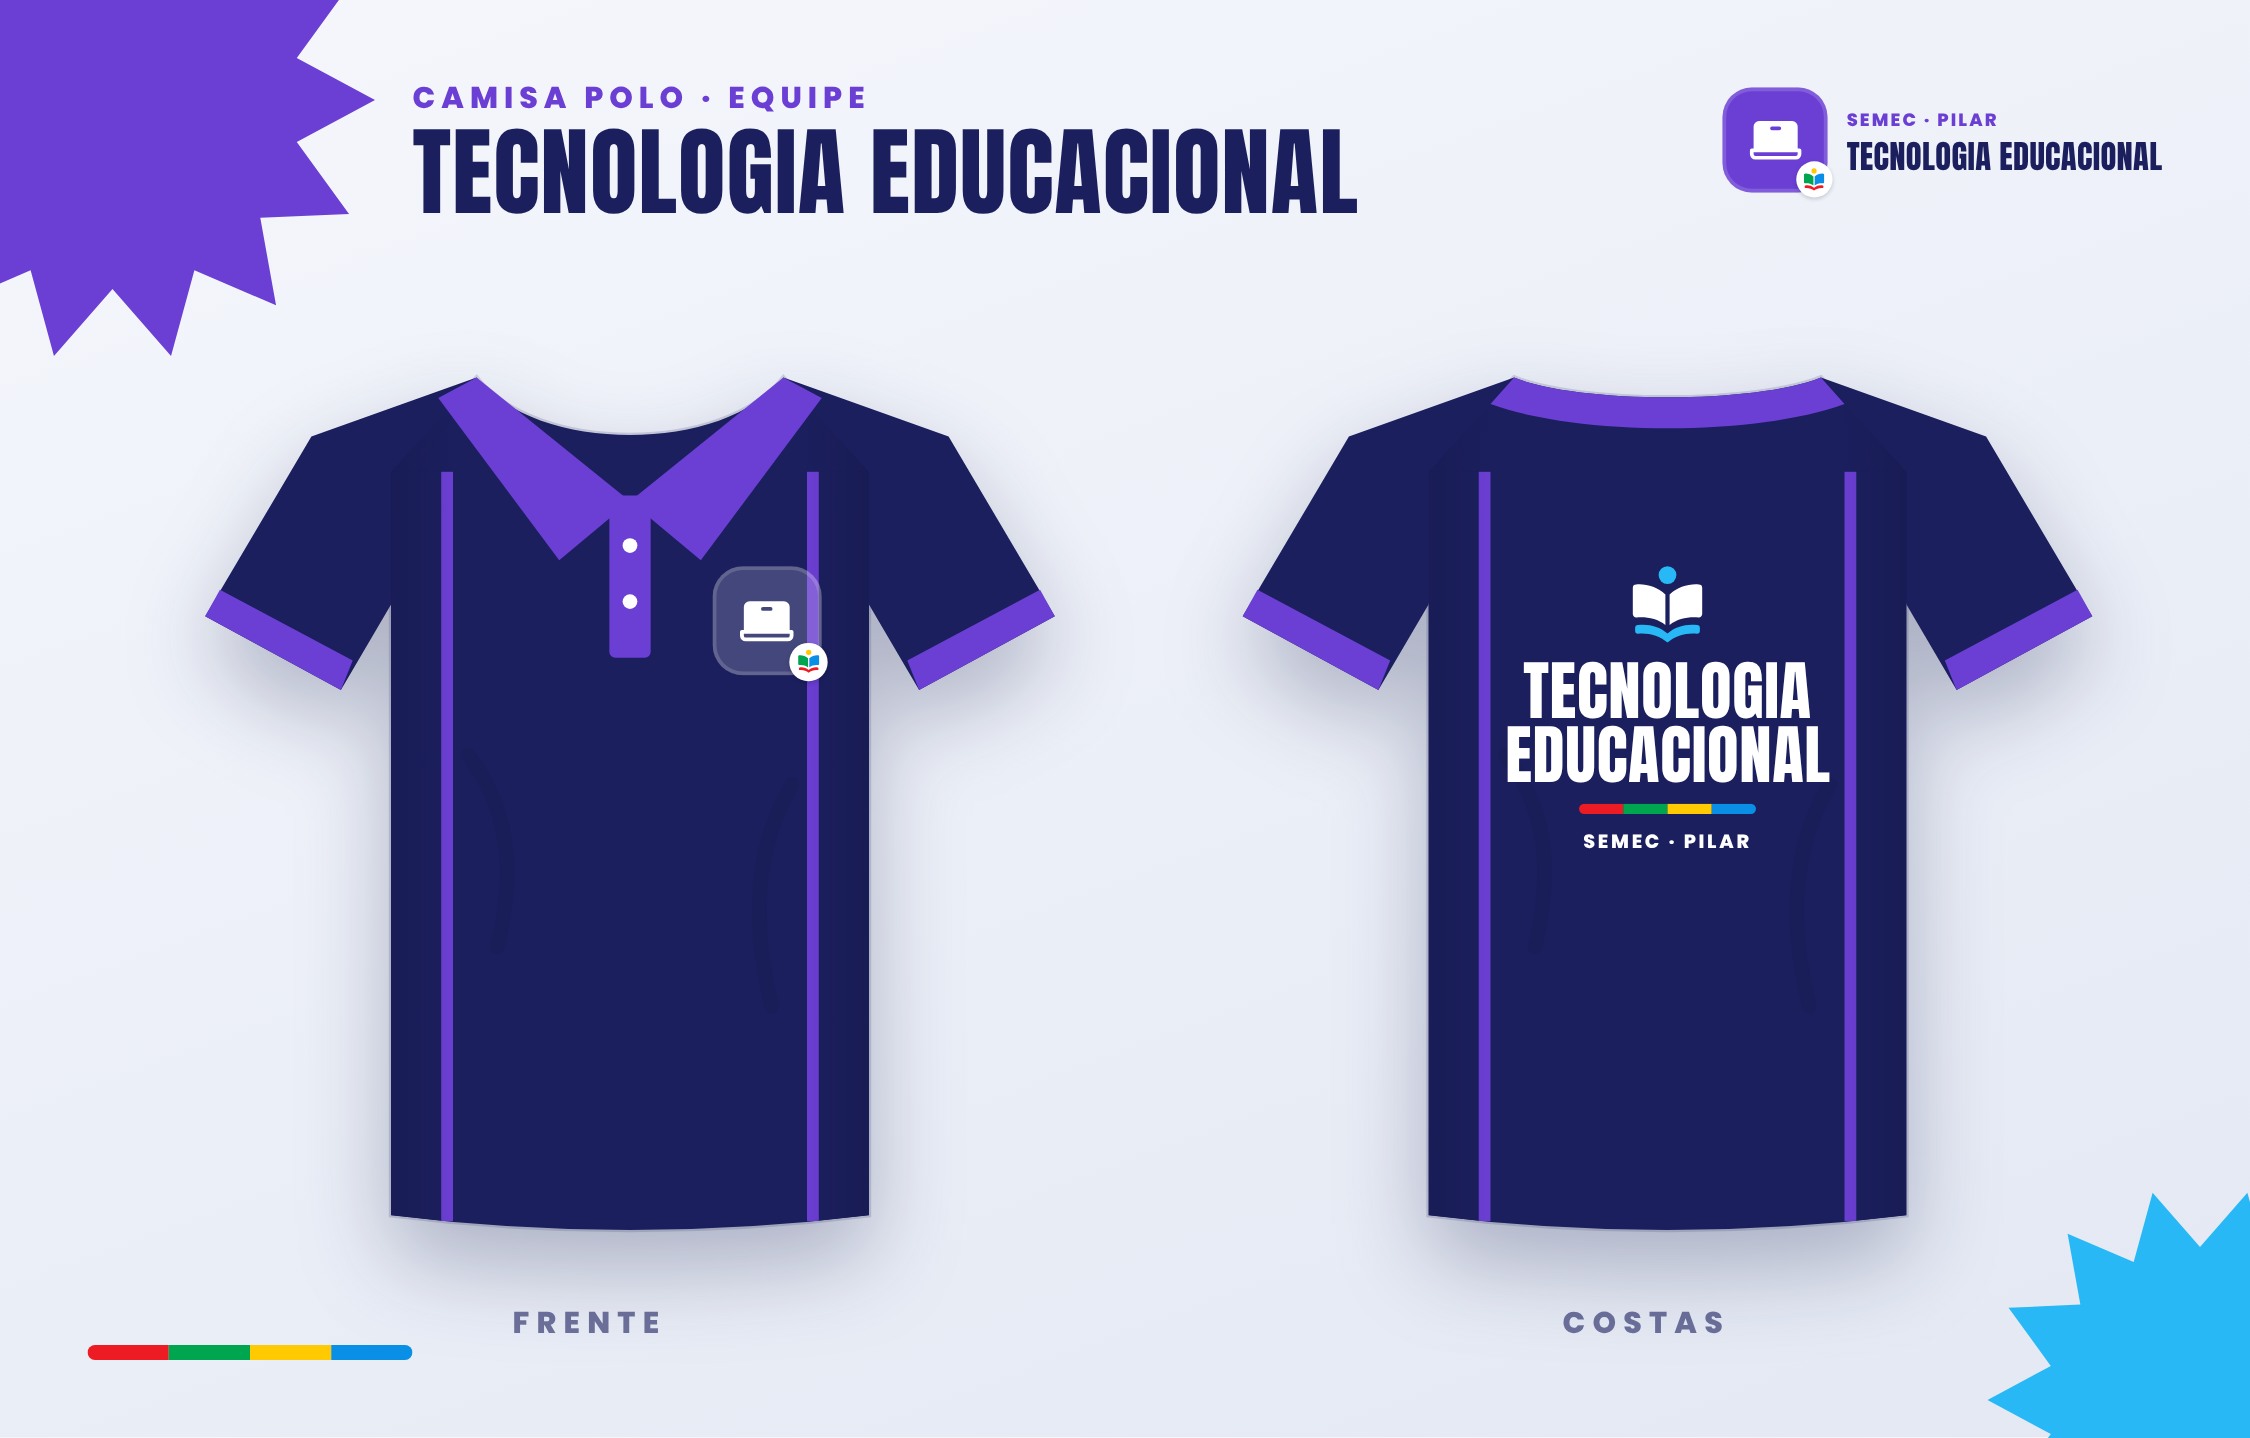 CAMISA POLO · EQUIPE
TECNOLOGIA EDUCACIONAL
SEMEC · PILAR
TECNOLOGIA EDUCACIONAL
TECNOLOGIA
EDUCACIONAL
SEMEC · PILAR
FRENTE
COSTAS